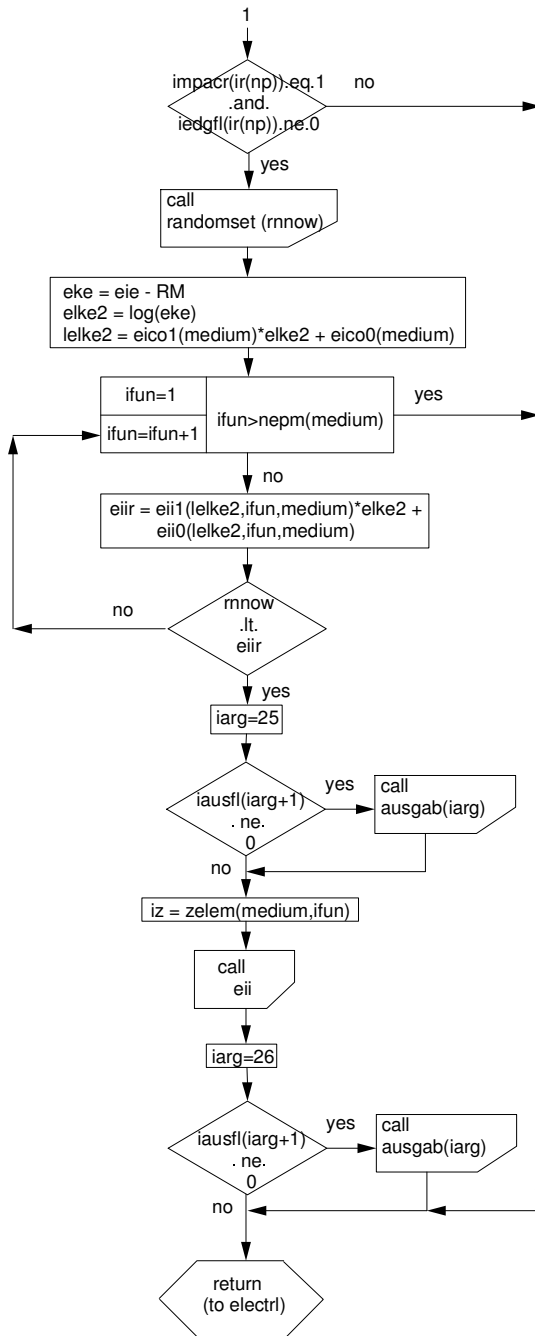 1
impacr(ir(np)).eq.1
.and.
iedgfl(ir(np)).ne.0
no
yes
call
randomset (rnnow)
eke = eie - RM
elke2 = log(eke)
lelke2 = eico1(medium)*elke2 + eico0(medium)
ifun=1
ifun=ifun+1
ifun>nepm(medium)
yes
no
eiir = eii1(lelke2,ifun,medium)*elke2 +
eii0(lelke2,ifun,medium)
rnnow
.lt.
eiir
no
yes
iarg=25
iausfl(iarg+1)
. ne.
0
yes
call
ausgab(iarg)
no
iz = zelem(medium,ifun)
call
eii
iarg=26
iausfl(iarg+1)
. ne.
0
yes
call
ausgab(iarg)
no
return
(to electrl)